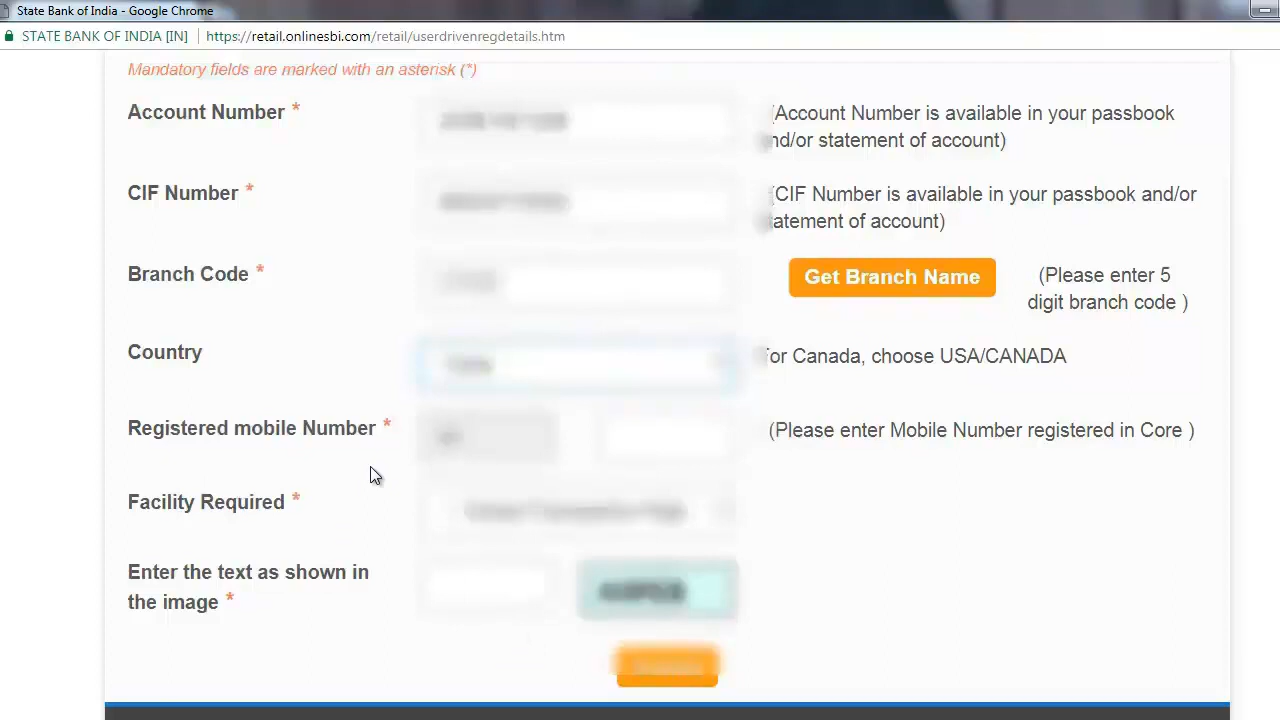 State Bank of India - Google Chrome
STATE BANK OF INDIA [IN] https://retail.onlinesbi.com/retail/userdrivenregdetails.htm
Mandatory fields are marked with an asterisk (*)
Account Number *
(Account Number is available in your passbook
and/or statement of account)
CIF Number *
(CIF Number is available in your passbook and/or
statement of account)
Branch Code *
Get Branch Name
(Please enter 5
digit branch code )
Country
For Canada, choose USA/CANADA
Registered mobile Number *
(Please enter Mobile Number registered in Core )
Facility Required *
Enter the text as shown in
the image *